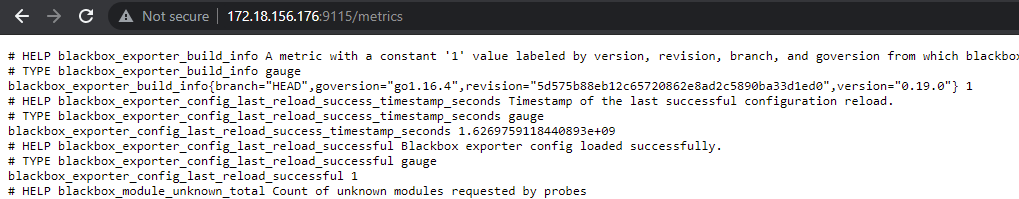 Not secure | 172.18.156.176:9115/metrics
# HELP blackbox_exporter_build_info A metric with a constant '1' value labeled by version, revision, branch, and goversion from which
# TYPE blackbox_exporter_build_info gauge
blackbox_exporter_build_info{branch="HEAD",goversion="go1.16.4",revision="5d575b88eb12c65720862e8ad2c5890ba33d1ed0",version="0.19.0"} 1
# HELP blackbox_exporter_config_last_reload_success_timestamp_seconds Timestamp of the last successful configuration reload.
# TYPE blackbox_exporter_config_last_reload_success_timestamp_seconds gauge
blackbox_exporter_config_last_reload_success_timestamp_seconds 1.6269759118440893e+09
# HELP blackbox_exporter_config_last_reload_successful Blackbox exporter config loaded successfully.
# TYPE blackbox_exporter_config_last_reload_successful gauge
blackbox_exporter_config_last_reload_successful 1
# HELP blackbox_module_unknown_total Count of unknown modules requested by probes